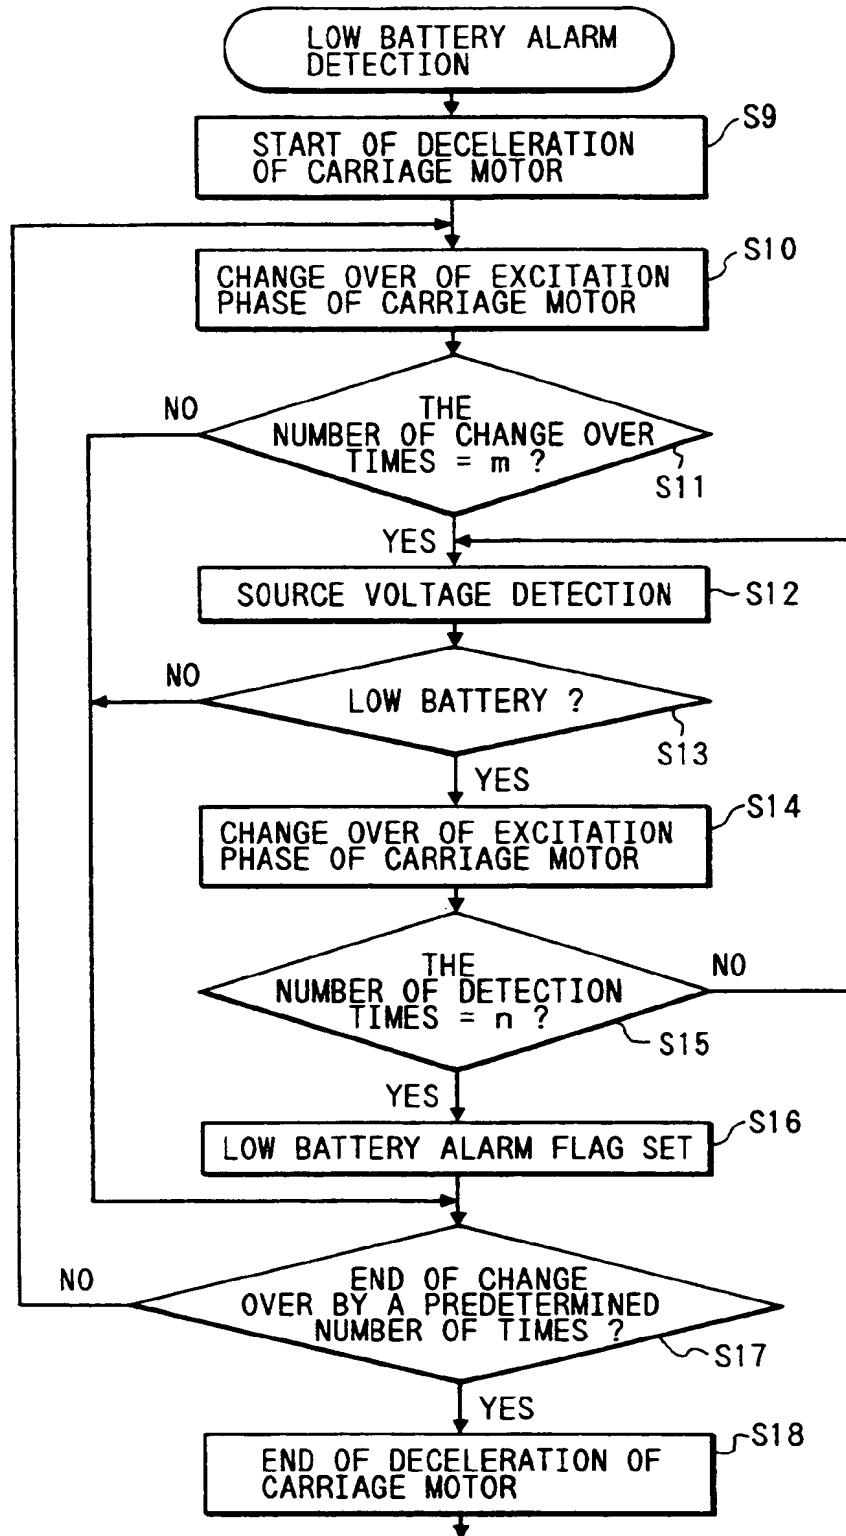 LOW BATTERY ALARM
DETECTION
S9
START OF DECELERATION
OF CARRIAGE MOTOR
S10
CHANGE OVER OF EXCITATION
PHASE OF CARRIAGE MOTOR
NO
THE
NUMBER OF CHANGE OVER
TIMES = m ?
S11
YES
SOURCE VOLTAGE DETECTION
S12
NO
LOW BATTERY ?
S13
YES
S14
CHANGE OVER OF EXCITATION
PHASE OF CARRIAGE MOTOR
THE
NUMBER OF DETECTION
TIMES = n ?
NO
S15
YES
S16
LOW BATTERY ALARM FLAG SET
NO
END OF CHANGE
OVER BY A PREDETERMINED
NUMBER OF TIMES ?
S17
YES
S18
END OF DECELERATION OF
CARRIAGE MOTOR